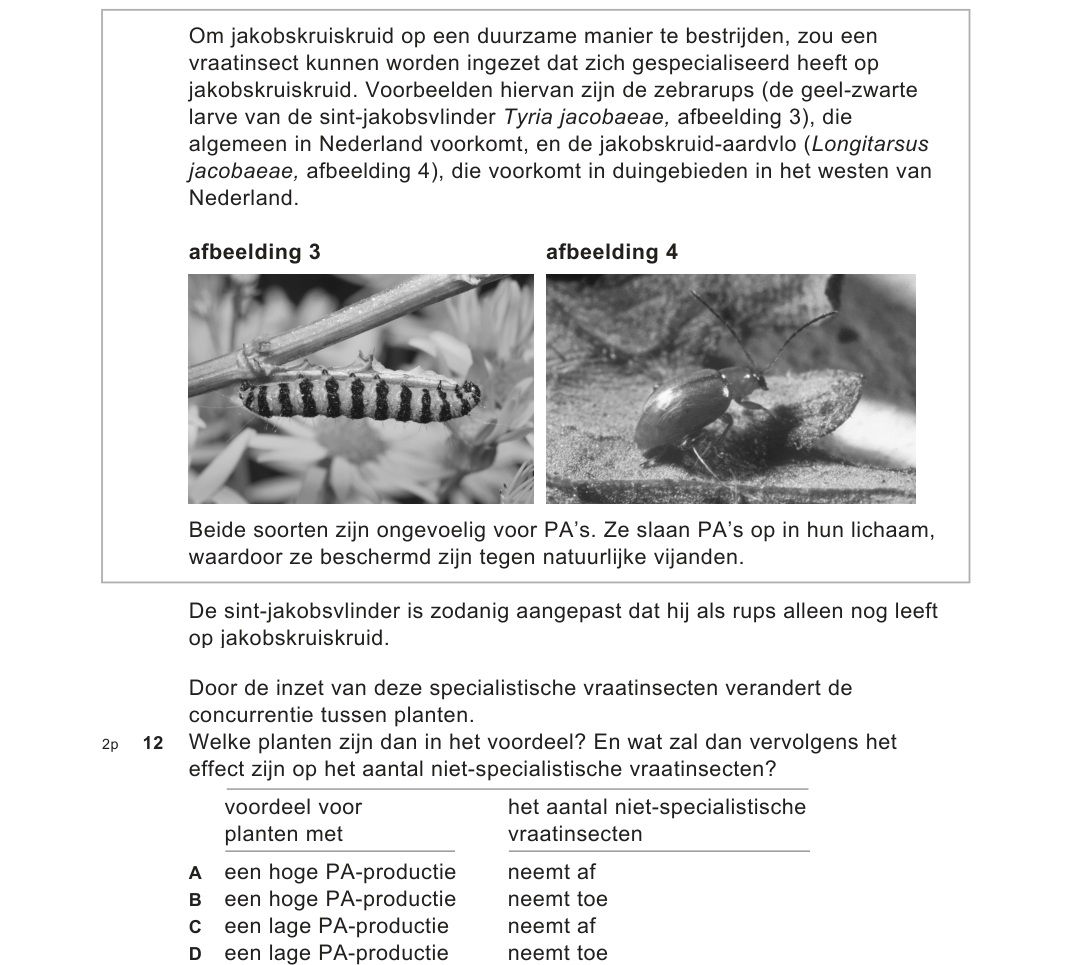 Om jakobskruiskruid op een duurzame manier te bestrijden, zou een
vraatinsect kunnen worden ingezet dat zich gespecialiseerd heeft op
jakobskruiskruid. Voorbeelden hiervan zijn de zebrarups (de geel-zwarte
larve van de sint-jakobsvlinder Tyria jacobaeae, afbeelding 3), die
algemeen in Nederland voorkomt, en de jakobskruid-aardvlo (Longitarsus
jacobaeae, afbeelding 4), die voorkomt in duingebieden in het westen van
Nederland.
afbeelding 3 afbeelding 4
Beide soorten zijn ongevoelig voor PA’s. Ze slaan PA’s op in hun lichaam,
waardoor ze beschermd zijn tegen natuurlijke vijanden.
De sint-jakobsvlinder is zodanig aangepast dat hij als rups alleen nog leeft
op jakobskruiskruid.
Door de inzet van deze specialistische vraatinsecten verandert de
concurrentie tussen planten.
2p 12 Welke planten zijn dan in het voordeel? En wat zal dan vervolgens het
effect zijn op het aantal niet-specialistische vraatinsecten?
voordeel voor het aantal niet-specialistische
planten met vraatinsecten
A een hoge PA-productie neemt af
B een hoge PA-productie neemt toe
C een lage PA-productie neemt af
D een lage PA-productie neemt toe